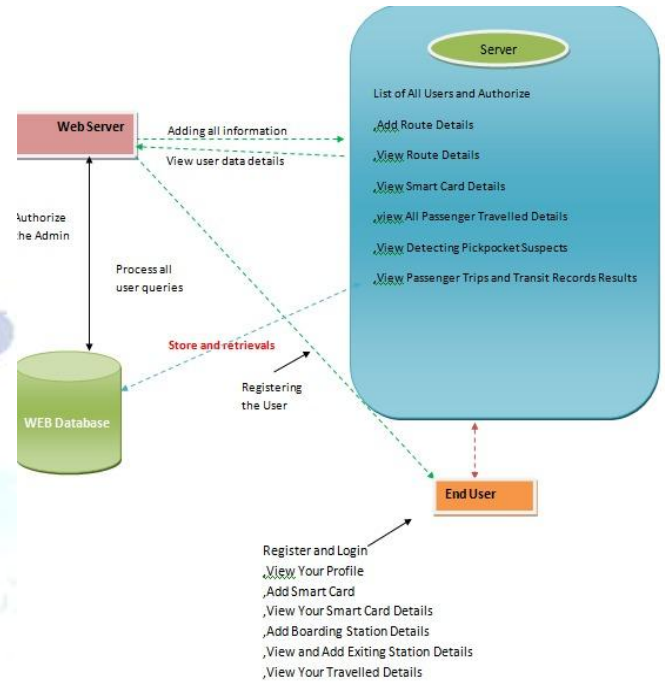 Server
List of All Users and Authorize
,Add Route Details
,View Route Details
,View Smart Card Details
,view All Passenger Travelled Details
,View Detecting Pickpocket Suspects
,View Passenger Trips and Transit Records Results
Web Server
Adding all information
View user data details
Authorize
the Admin
Process all
user queries
Store and retrievals
Registering
the User
WEB Database
End User
Register and Login
,View Your Profile
,Add Smart Card
,View Your Smart Card Details
,Add Boarding Station Details
,View and Add Exiting Station Details
,View Your Travelled Details